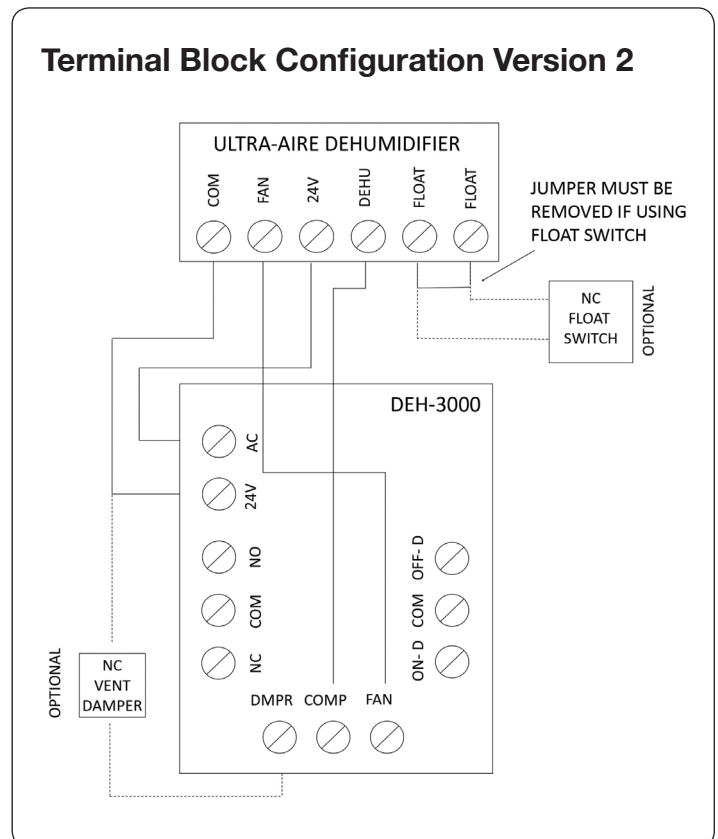 Terminal Block Configuration Version 2
ULTRA-AIRE DEHUMIDIFIER
COM
FAN
24V
DEHU
FLOAT
FLOAT
JUMPER MUST BE
REMOVED IF USING
FLOAT SWITCH
NC
FLOAT
SWITCH
OPTIONAL
DEH-3000
AC
24V
NO
COM
NC
OFF- D
COM
ON- D
OPTIONAL
NC
VENT
DAMPER
DMPR COMP FAN